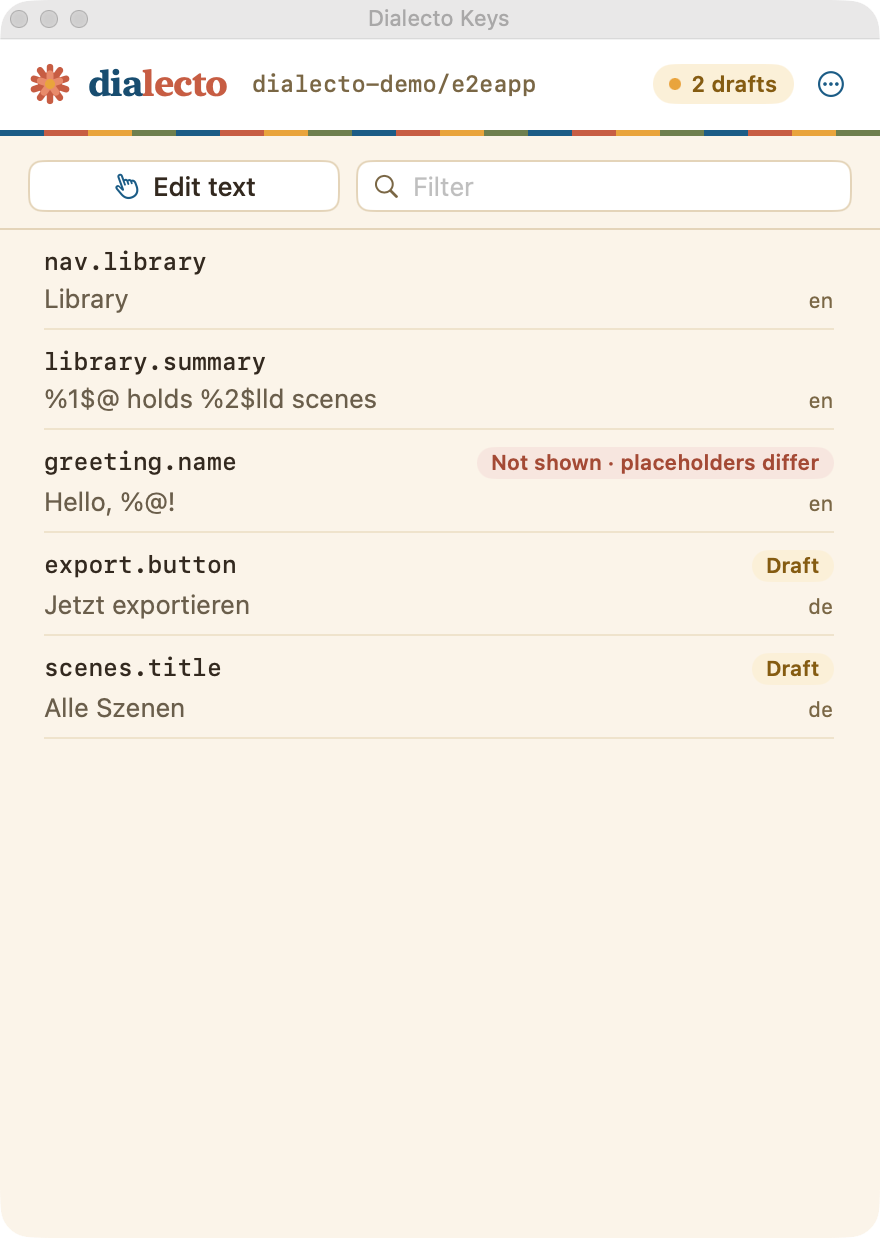 Dialecto Keys
dialecto dialecto-demo/e2eapp 2 drafts
Edit text Filter
nav.library
Library en
library.summary
%1$@ holds %2$lld scenes en
greeting.name Not shown · placeholders differ
Hello, %@! en
export.button Draft
Jetzt exportieren de
scenes.title Draft
Alle Szenen de